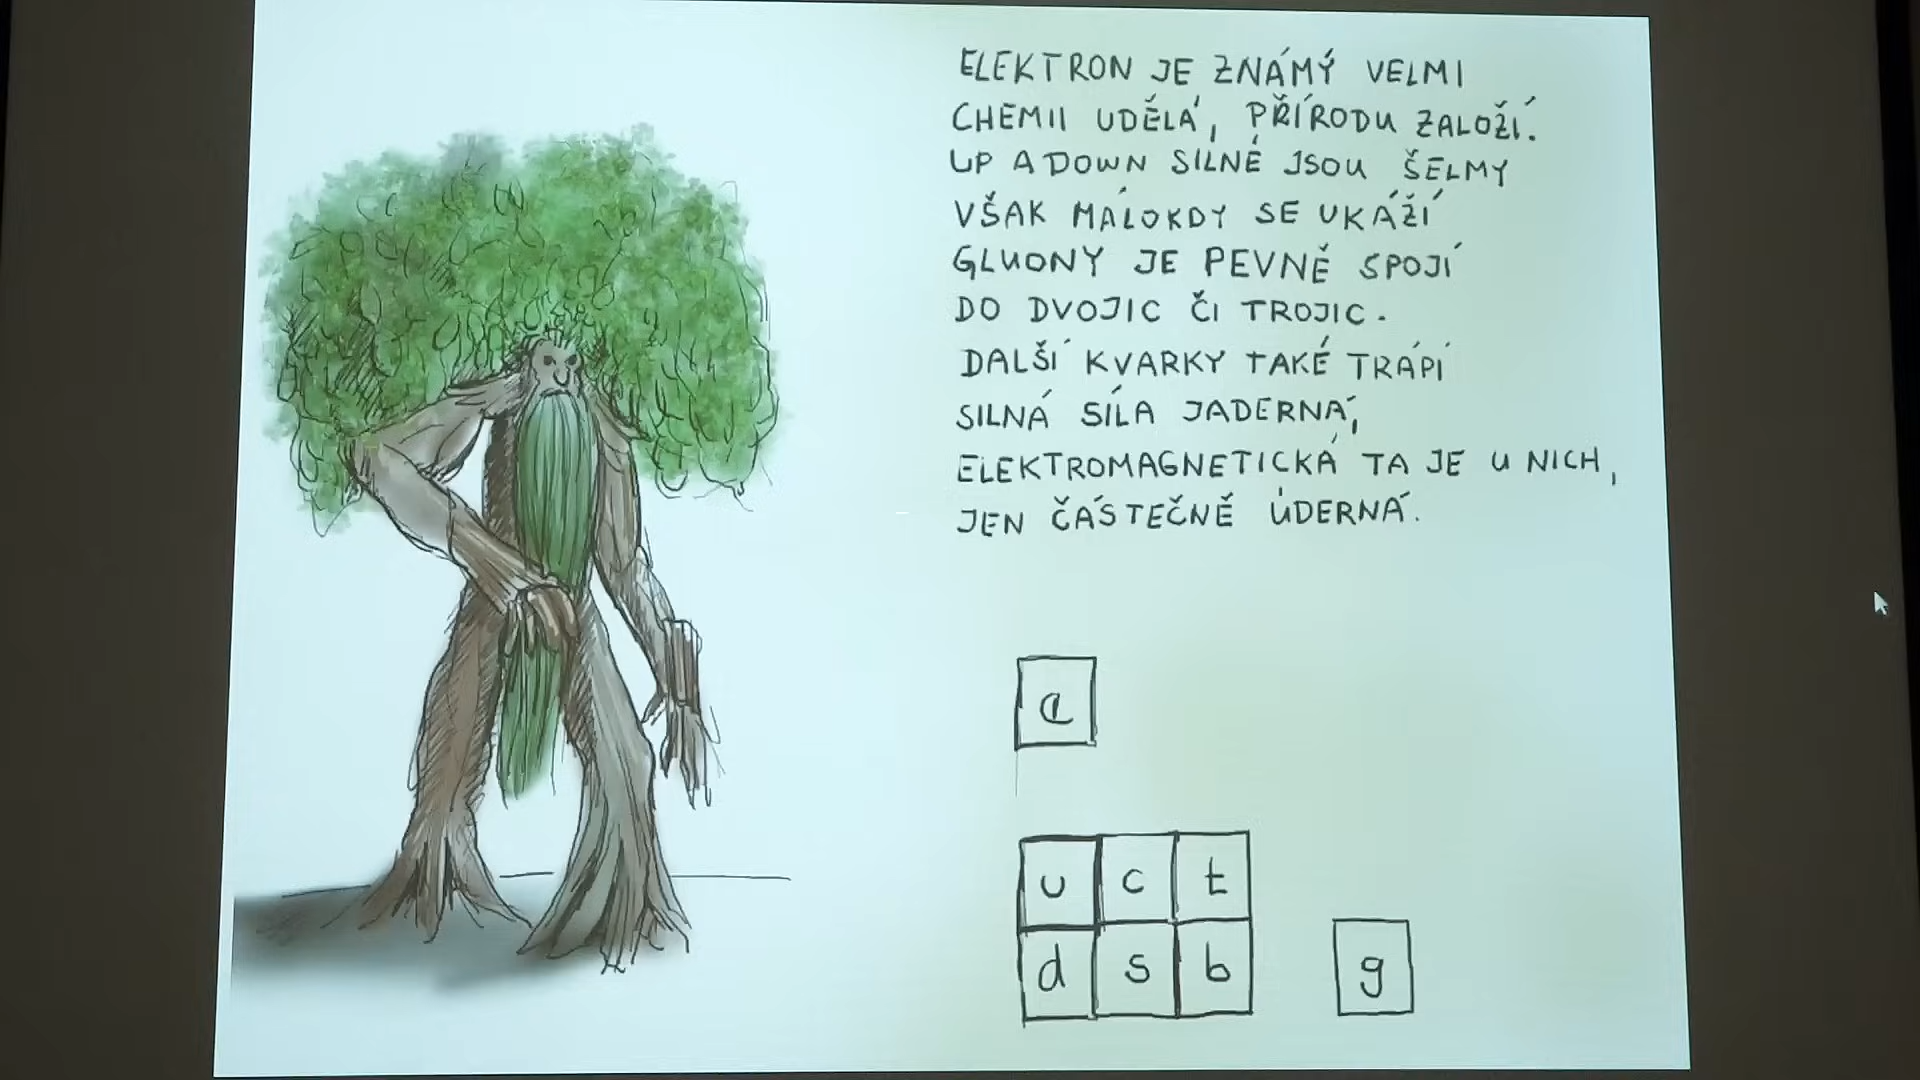 ELEKTRON JE ZNÁMÝ VELMI
CHEMII UDĚLÁ, PŘÍRODU ZALOŽÍ.
UP A DOWN SILNÉ JSOU ŠELMY
VŠAK MÁLOKDY SE UKÁŽÍ
GLUONY JE PEVNĚ SPOJÍ
DO DVOJIC ČI TROJIC.
DALŠÍ KVARKY TAKÉ TRÁPÍ
SILNÁ SÍLA JADERNÁ,
ELEKTROMAGNETICKÁ TA JE U NICH,
JEN ČÁSTEČNĚ ÚDERNÁ.
e
u c t
d s b g